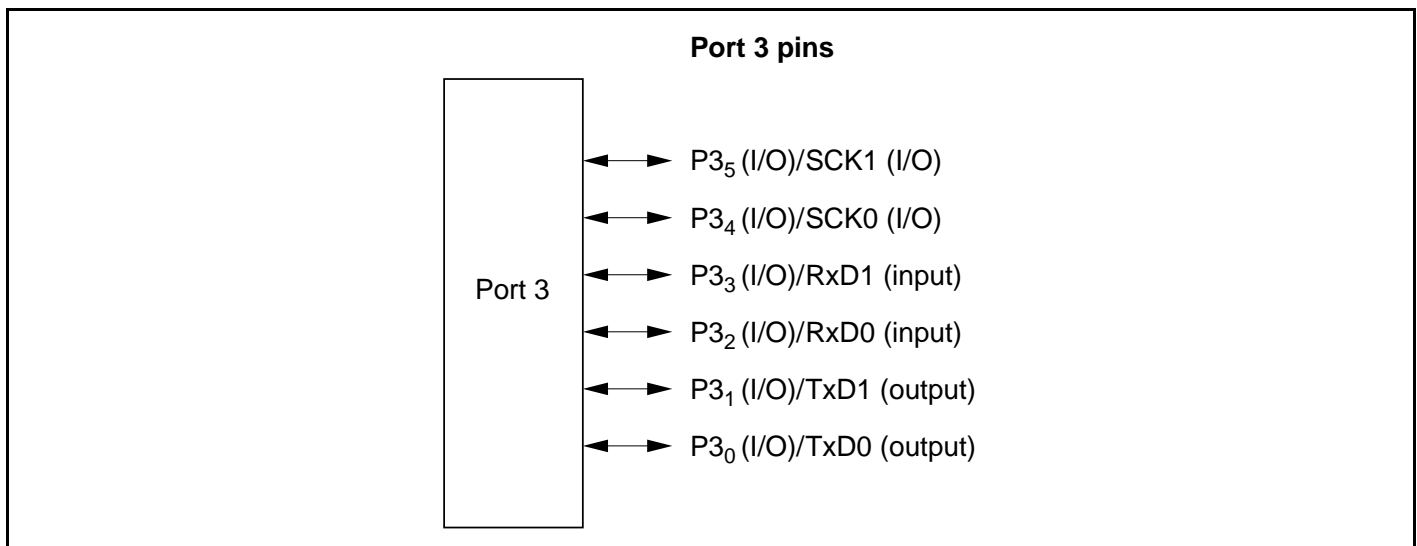 Port 3 pins
P3₅ (I/O)/SCK1 (I/O)
P3₄ (I/O)/SCK0 (I/O)
P3₃ (I/O)/RxD1 (input)
Port 3
P3₂ (I/O)/RxD0 (input)
P3₁ (I/O)/TxD1 (output)
P3₀ (I/O)/TxD0 (output)